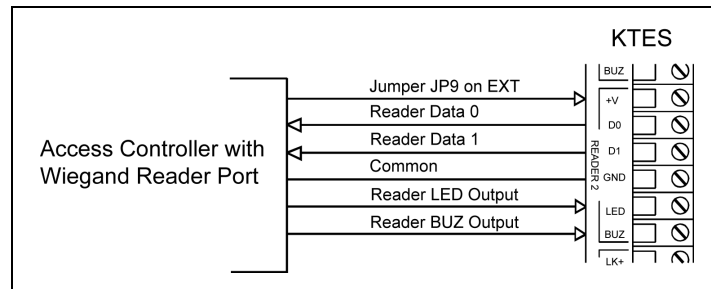 KTES
BUZ
Jumper JP9 on EXT
+V
Reader Data 0
D0
Reader Data 1
D1
Access Controller with
Wiegand Reader Port
READER 2
Common
GND
Reader LED Output
LED
Reader BUZ Output
BUZ
LK+